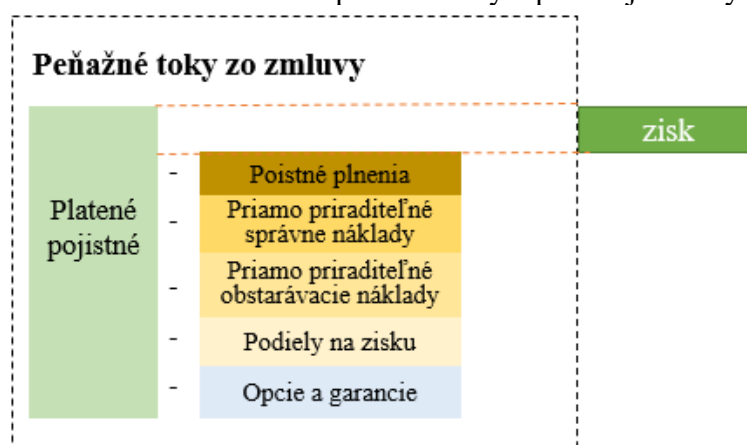 Peňažné toky zo zmluvy
zisk
Platené
pojistné
- Poistné plnenia
- Priamo priraditeľné
správne náklady
- Priamo priraditeľné
obstarávacie náklady
- Podiely na zisku
- Opcie a garancie